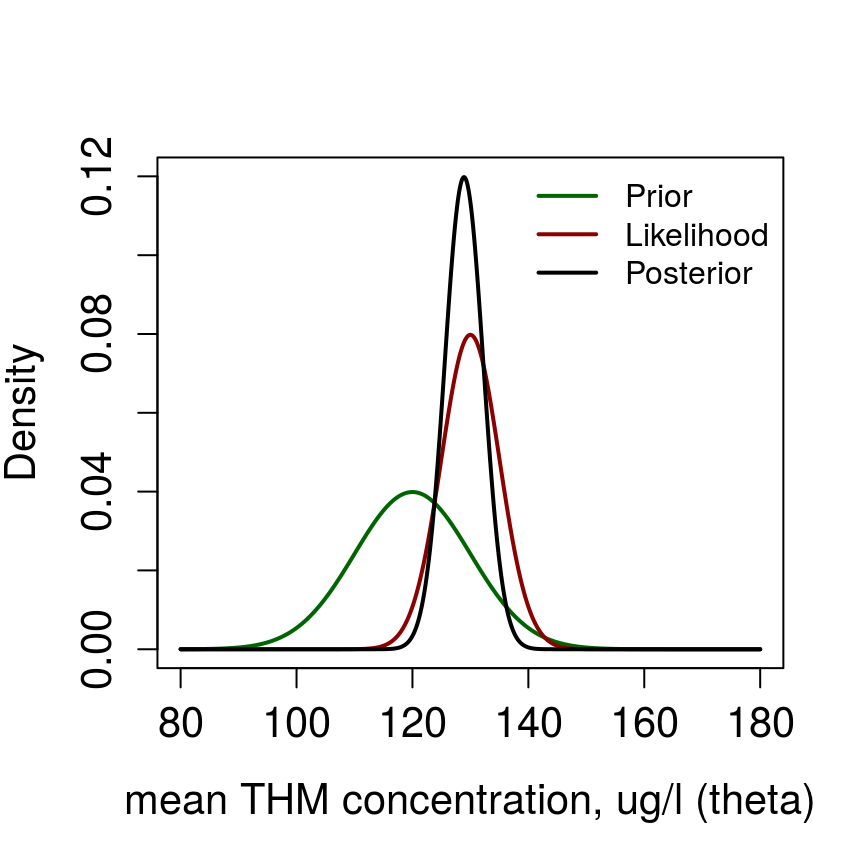 Density
0.12
0.08
0.04
0.00
Prior
Likelihood
Posterior
80 100 120 140 160 180
mean THM concentration, ug/l (theta)